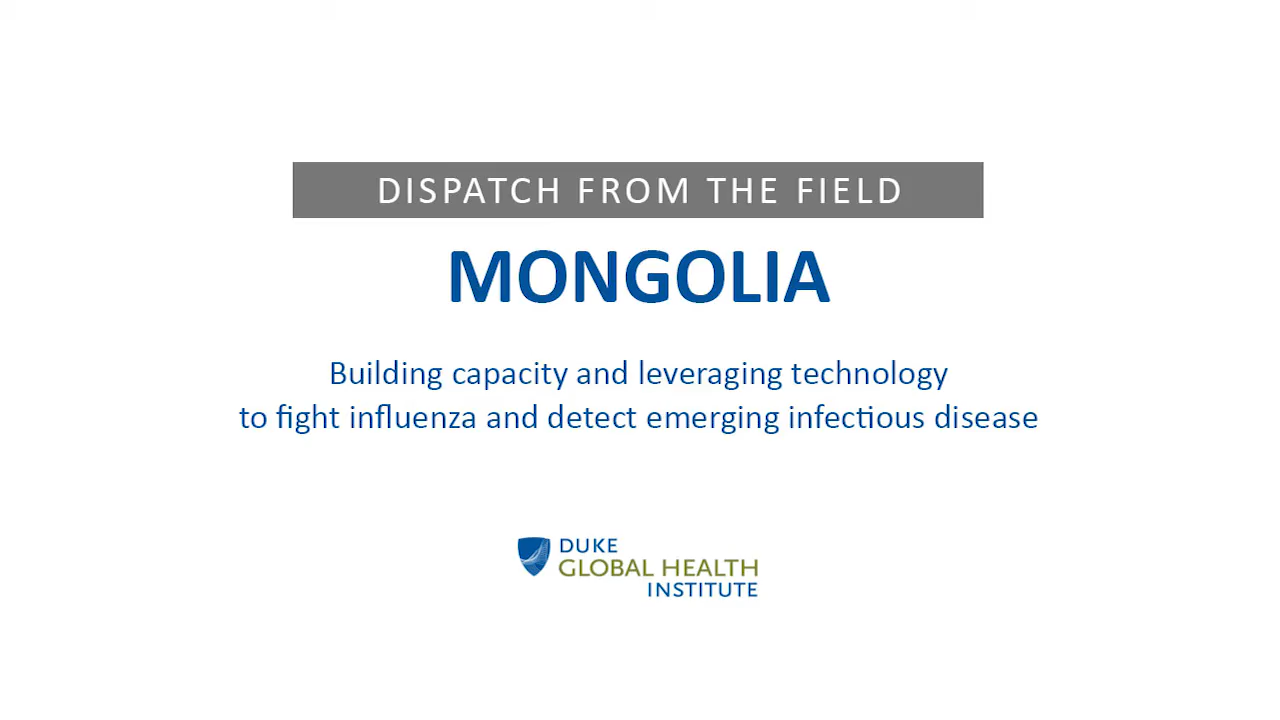 DISPATCH FROM THE FIELD
MONGOLIA
Building capacity and leveraging technology
to fight influenza and detect emerging infectious disease
DUKE
GLOBAL HEALTH
INSTITUTE